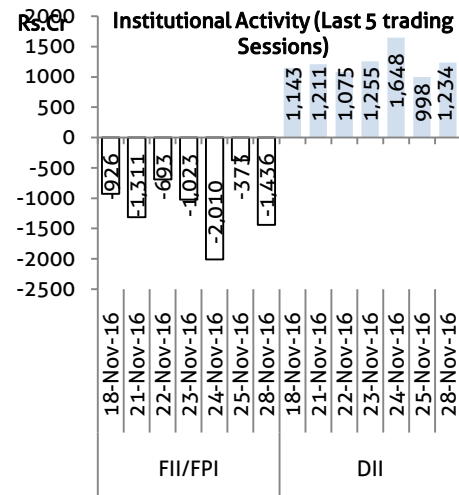 Rs.Cr
Institutional Activity (Last 5 trading
Sessions)
2000
1500
1000
500
0
-500
-1000
-1500
-2000
-2500
-926
-1,311
-693
-1,023
-2,010
-373
-1,436
1,143
1,211
1,075
1,255
1,648
998
1,234
18-Nov-16
21-Nov-16
22-Nov-16
23-Nov-16
24-Nov-16
25-Nov-16
28-Nov-16
18-Nov-16
21-Nov-16
22-Nov-16
23-Nov-16
24-Nov-16
25-Nov-16
28-Nov-16
FII/FPI
DII